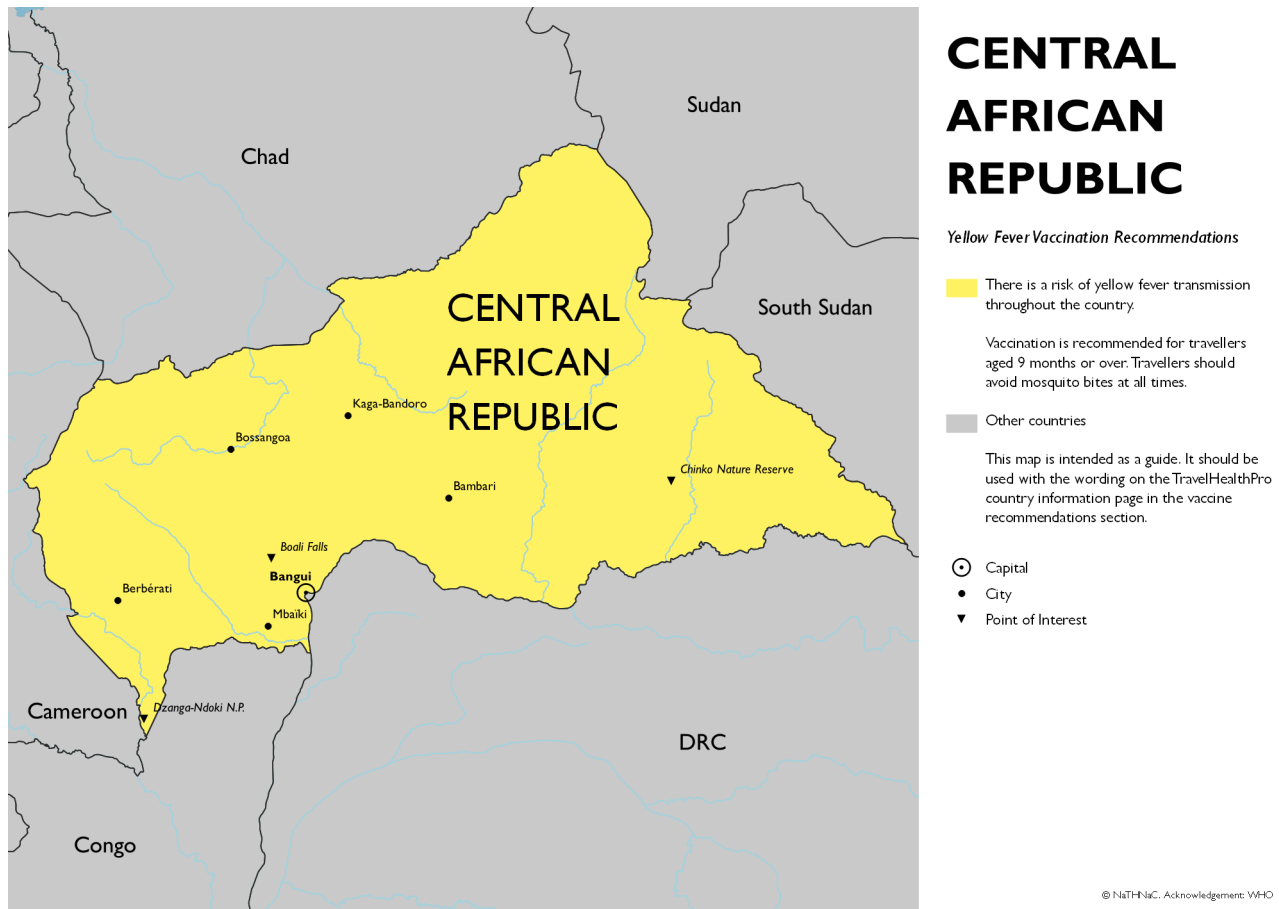 CENTRAL
AFRICAN
REPUBLIC
Yellow Fever Vaccination Recommendations
There is a risk of yellow fever transmission
throughout the country.
Vaccination is recommended for travellers
aged 9 months or over. Travellers should
avoid mosquito bites at all times.
Other countries
This map is intended as a guide. It should be
used with the wording on the TravelHealthPro
country information page in the vaccine
recommendations section.
Capital
City
Point of Interest
Sudan
Chad
CENTRAL
AFRICAN
REPUBLIC
South Sudan
Kaga-Bandoro
Bossangoa
Chinko Nature Reserve
Bambari
Boali Falls
Bangui
Berbérati
Mbaïki
Dzanga-Ndoki N.P.
Cameroon
DRC
Congo
© NaTHNaC. Acknowledgement: WHO